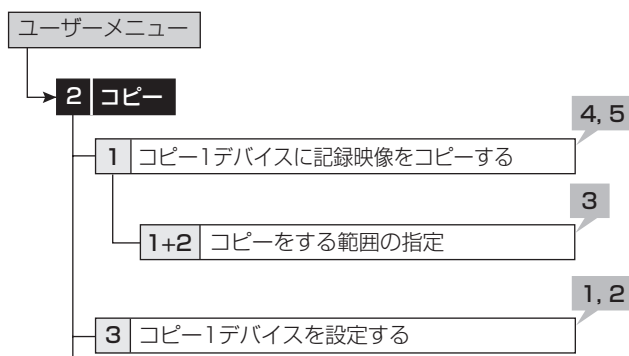 ユーザーメニュー
2 コピー
4, 5
1 コピー1デバイスに記録映像をコピーする
3
1+2 コピーをする範囲の指定
1, 2
3 コピー1デバイスを設定する